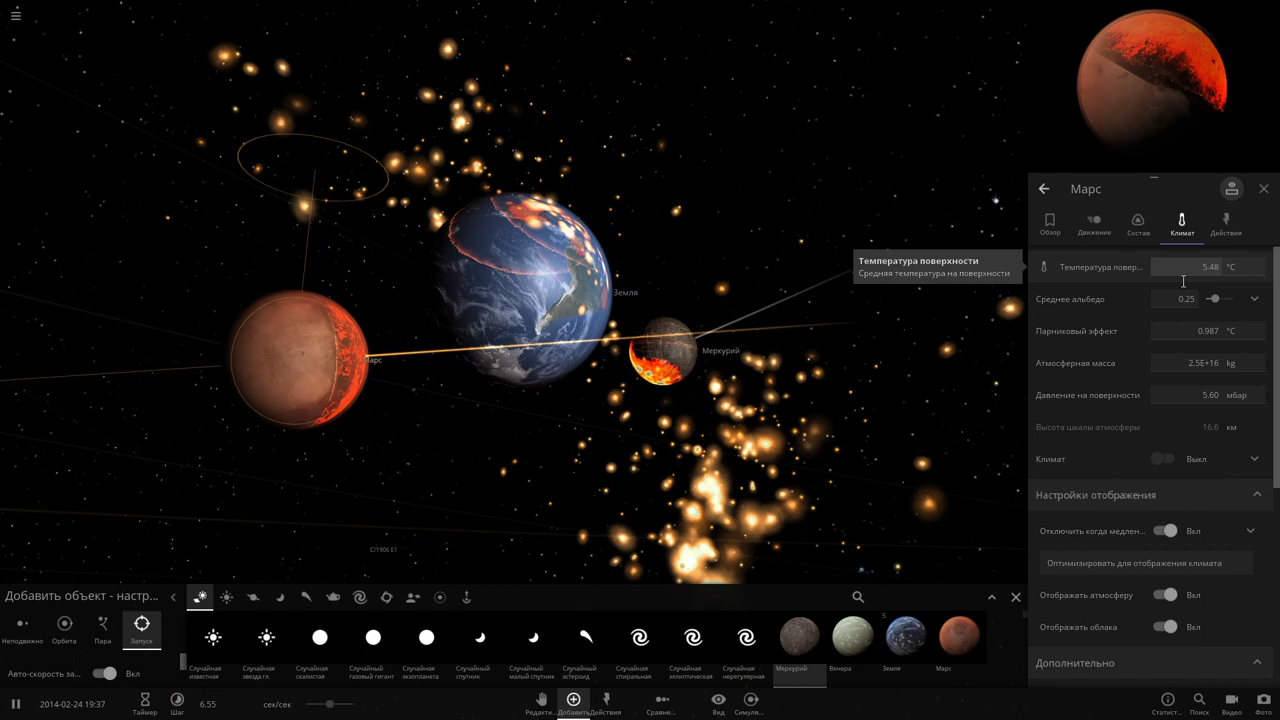 Земля
Марс
Меркурий
C/1906 E1
Температура поверхности
Средняя температура на поверхности
Марс
Обзор
Движение
Состав
Климат
Действия
Температура повер... 5.48 °C
Среднее альбедо 0.25
Парниковый эффект 0.987 °C
Атмосферная масса 2.5E+16 kg
Давление на поверхности 5.60 мбар
Высота шкалы атмосферы 16.6 км
Климат Выкл
Настройки отображения
Отключить когда медлен... Вкл
Оптимизировать для отображения климата
Отображать атмосферу Вкл
Отображать облака Вкл
Дополнительно
Добавить объект - настр...
Неподвижно
Орбита
Пара
Запуск
Авто-скорость за... Вкл
Случайная известная
Случайная звезда гл.
Случайная скалистая
Случайный газовый гигант
Случайная экзопланета
Случайный спутник
Случайный малый спутник
Случайный астероид
Случайная спиральная
Случайная эллиптическая
Случайная нерегулярная
Меркурий
Венера
5
Земля
Марс
2014-02-24 19:37
Таймер
Шаг
6.55 сек/сек
Редакти...
Добавить
Действия
Сравне...
Вид
Симуля...
Статист...
Поиск
Видео
Фото